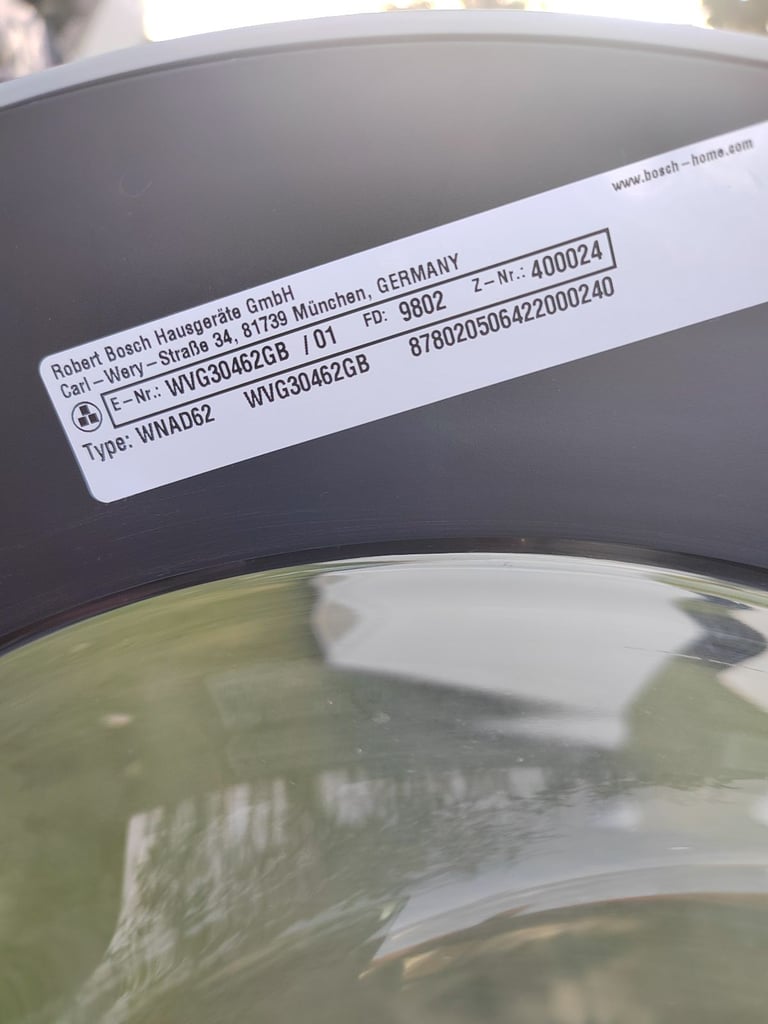 www.bosch-home.com
Robert Bosch Hausgeräte GmbH
Carl-Wery-Straße 34, 81739 München, GERMANY
E-Nr.: WVG30462GB /01 FD: 9802 Z-Nr.: 400024
Type: WNAD62 WVG30462GB 878020506422000240